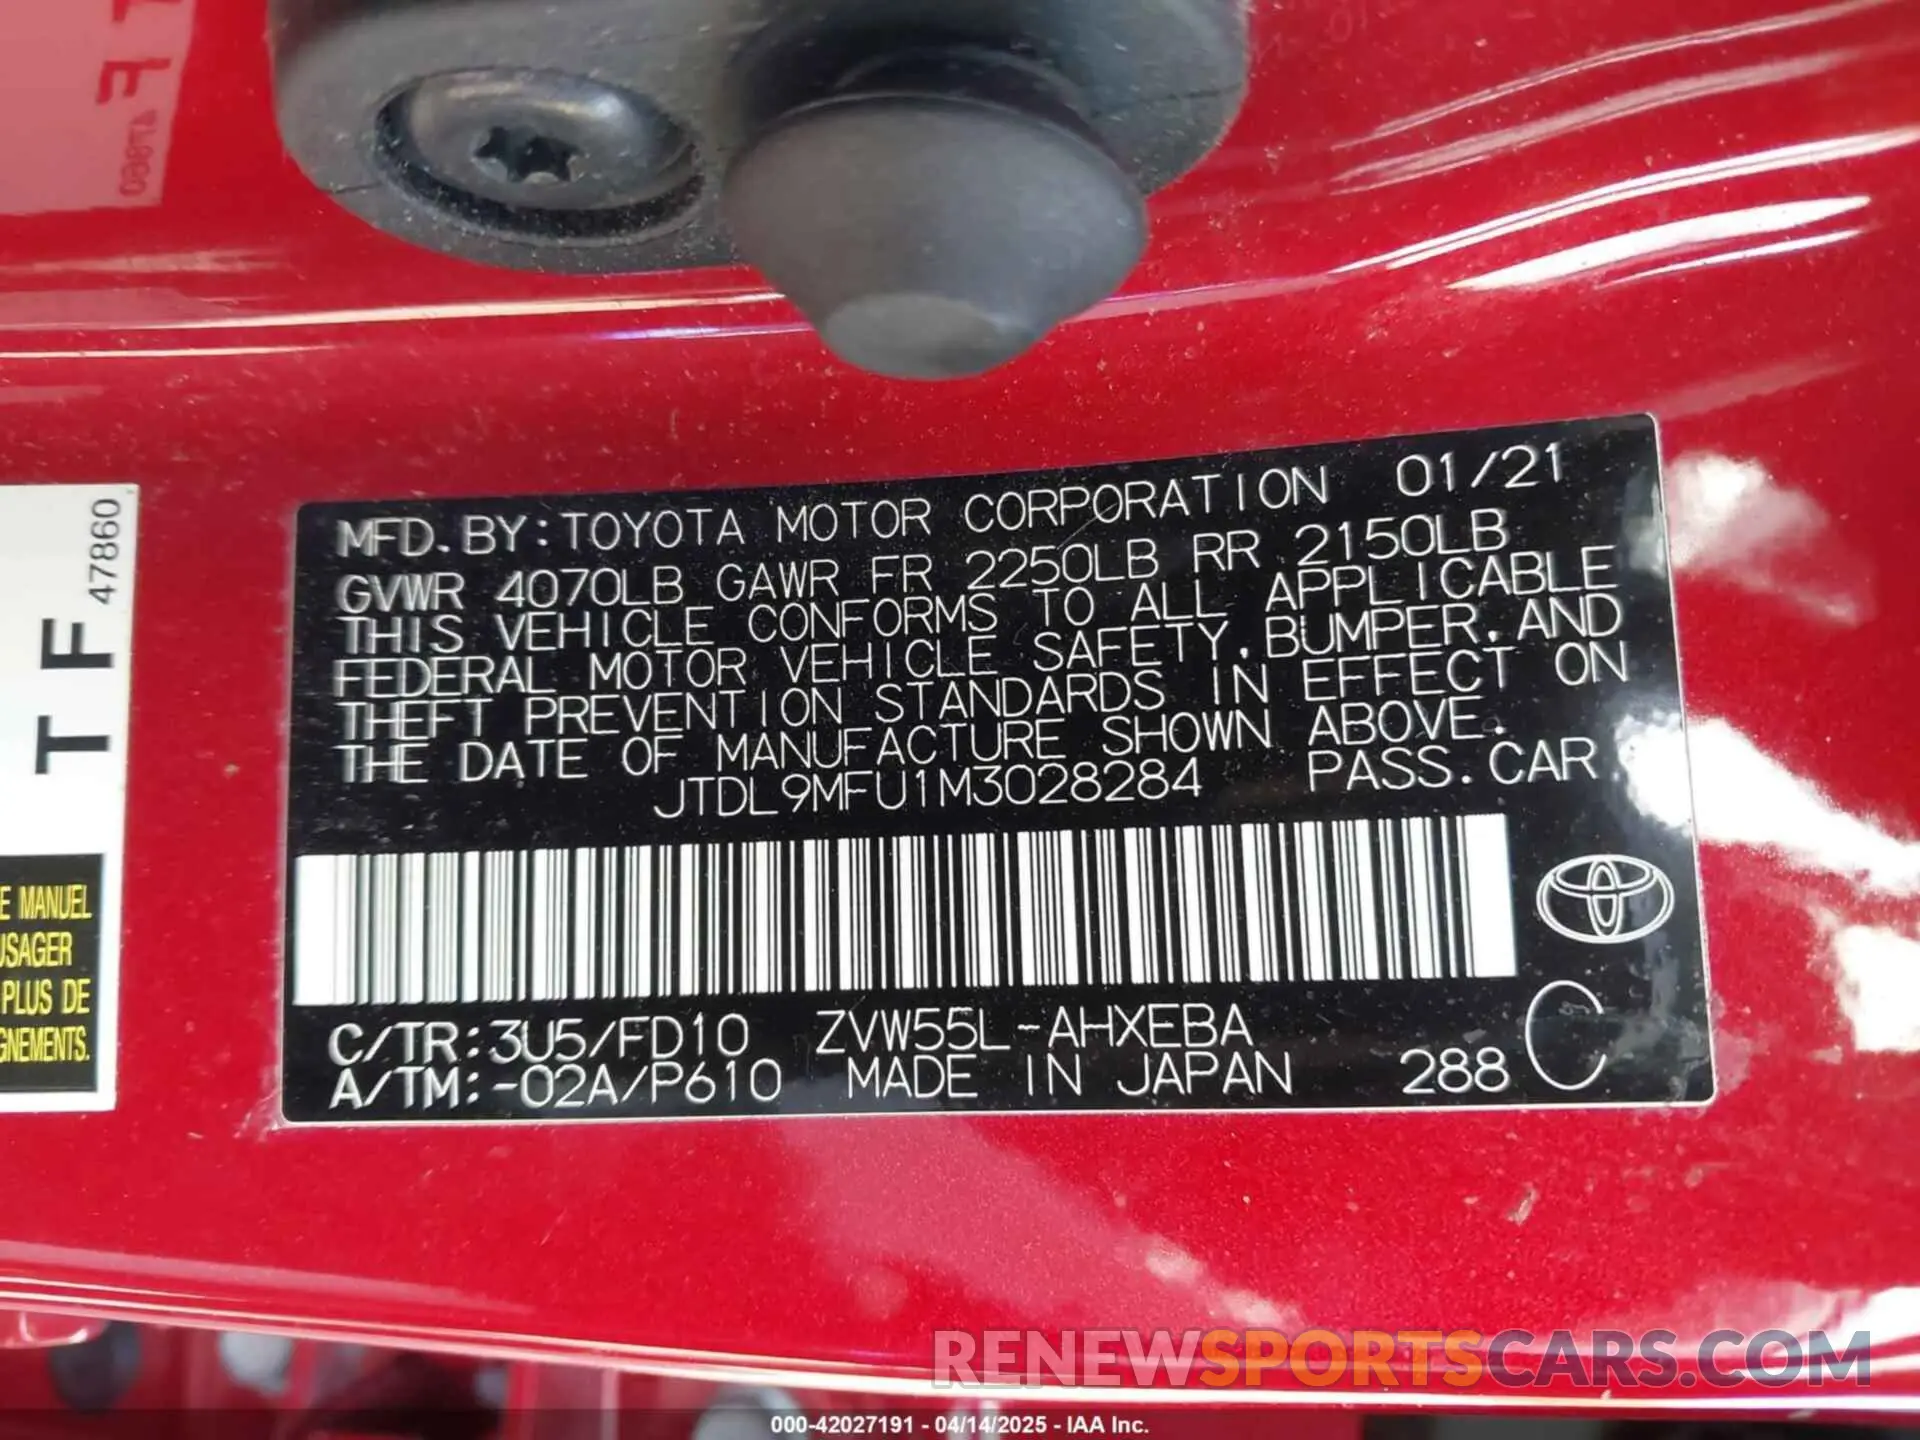 MFD. BY: TOYOTA MOTOR CORPORATION 01/21
GVWR 4070LB GAWR FR 2250LB RR 2150LB
THIS VEHICLE CONFORMS TO ALL APPLICABLE
FEDERAL MOTOR VEHICLE SAFETY, BUMPER, AND
THEFT PREVENTION STANDARDS IN EFFECT ON
THE DATE OF MANUFACTURE SHOWN ABOVE.
JTDL9MFU1M3028284 PASS. CAR
C/TR: 3U5/FD10 ZVW55L-AHXEBA
A/TM: -02A/P610 MADE IN JAPAN 288 C
T F 47860
E MANUEL
USAGER
PLUS DE
GNEMENTS.
RENEWSPORTSCARS.COM
000-42027191 - 04/14/2025 - IAA Inc.